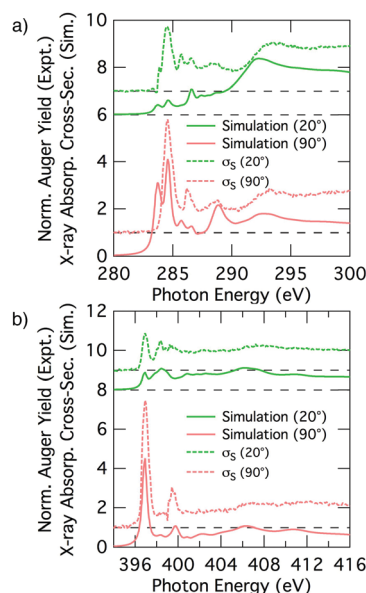 a)
Norm. Auger Yield (Expt.)
X-ray Absorp. Cross-Sec. (Sim.)
10
8
6
4
2
0
Simulation (20°)
Simulation (90°)
σS (20°)
σS (90°)
280 285 290 295 300
Photon Energy (eV)
b)
Norm. Auger Yield (Expt.)
X-ray Absorp. Cross-Sec. (Sim.)
12
10
8
6
4
2
0
Simulation (20°)
Simulation (90°)
σS (20°)
σS (90°)
396 400 404 408 412 416
Photon Energy (eV)